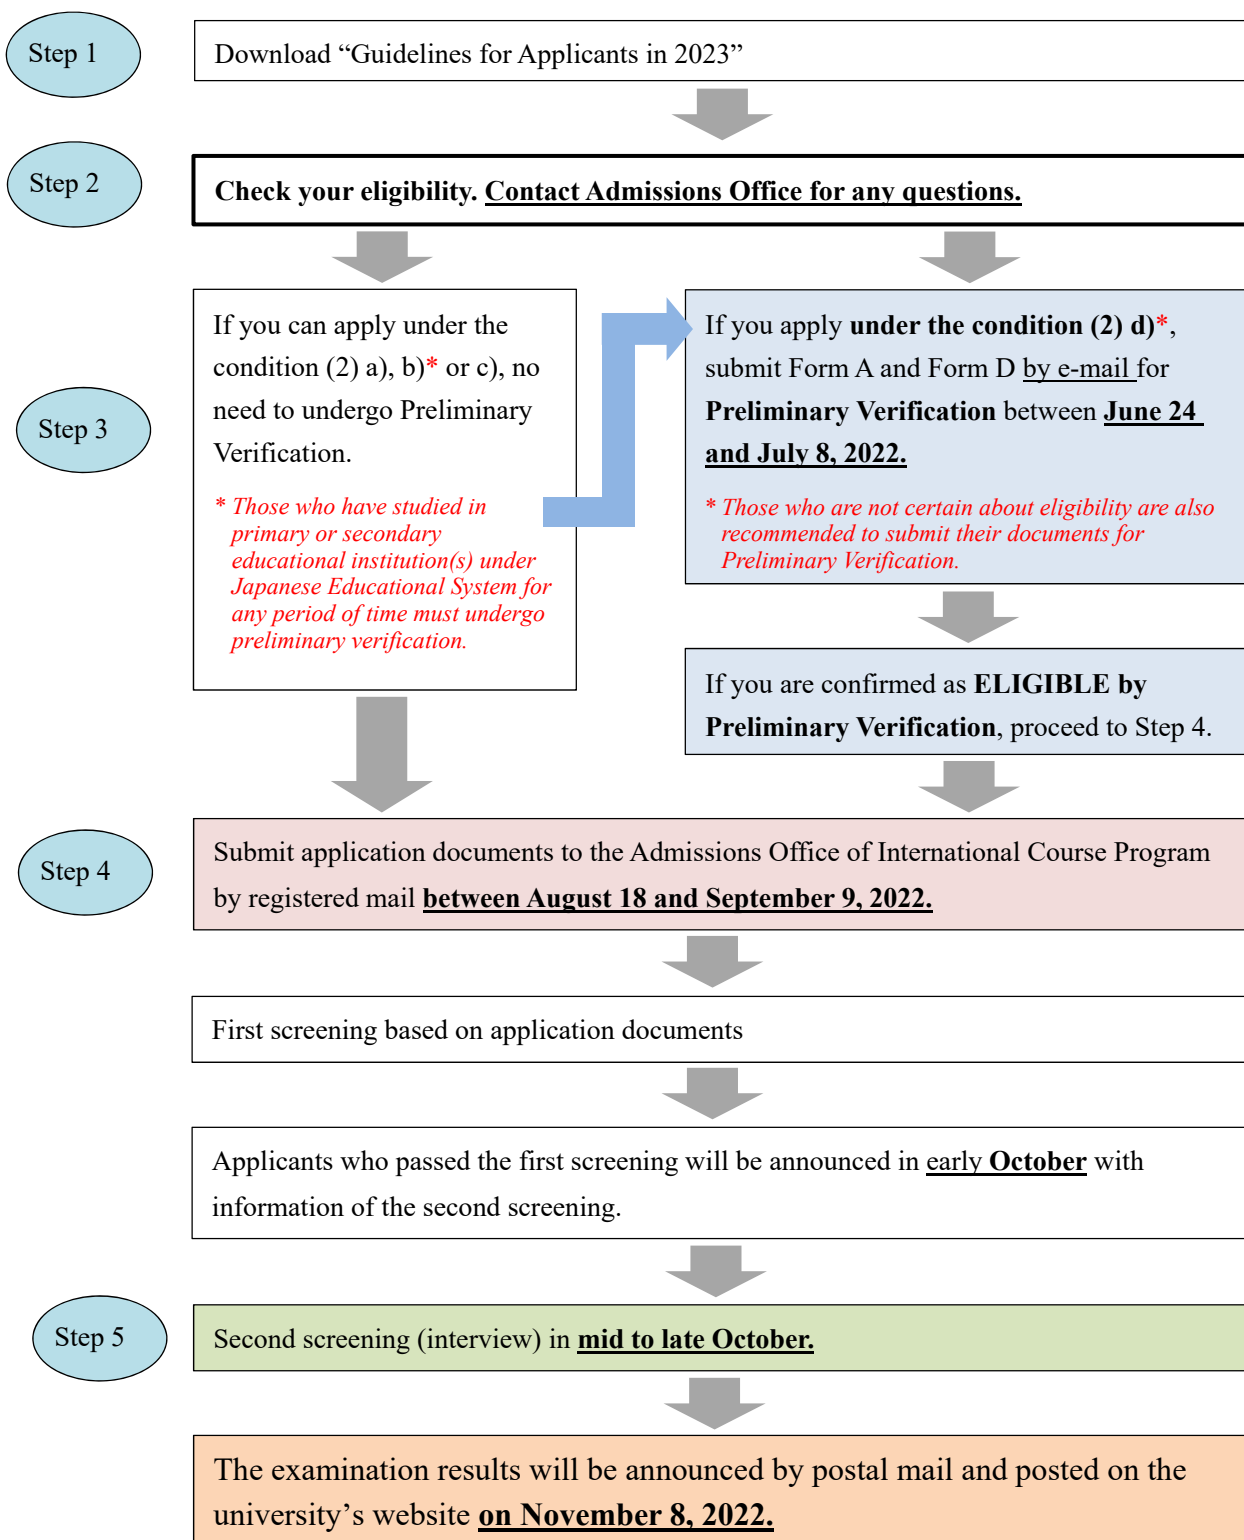 Step 1
Download “Guidelines for Applicants in 2023”
Step 2
Check your eligibility. Contact Admissions Office for any questions.
Step 3
If you can apply under the
condition (2) a), b)* or c), no
need to undergo Preliminary
Verification.
* Those who have studied in
primary or secondary
educational institution(s) under
Japanese Educational System for
any period of time must undergo
preliminary verification.
If you apply under the condition (2) d)*,
submit Form A and Form D by e-mail for
Preliminary Verification between June 24
and July 8, 2022.
* Those who are not certain about eligibility are also
recommended to submit their documents for
Preliminary Verification.
If you are confirmed as ELIGIBLE by
Preliminary Verification, proceed to Step 4.
Step 4
Submit application documents to the Admissions Office of International Course Program
by registered mail between August 18 and September 9, 2022.
First screening based on application documents
Applicants who passed the first screening will be announced in early October with
information of the second screening.
Step 5
Second screening (interview) in mid to late October.
The examination results will be announced by postal mail and posted on the
university’s website on November 8, 2022.